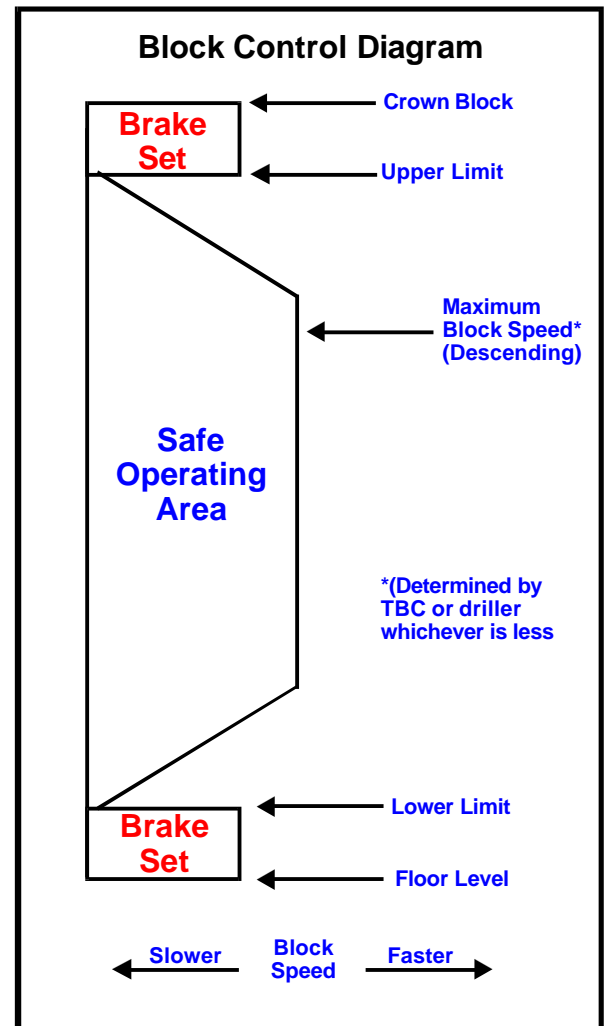 Block Control Diagram
Crown Block
Brake
Set
Upper Limit
Maximum
Block Speed*
(Descending)
Safe
Operating
Area
*(Determined by
TBC or driller
whichever is less
Lower Limit
Brake
Set
Floor Level
Slower
Block
Speed
Faster